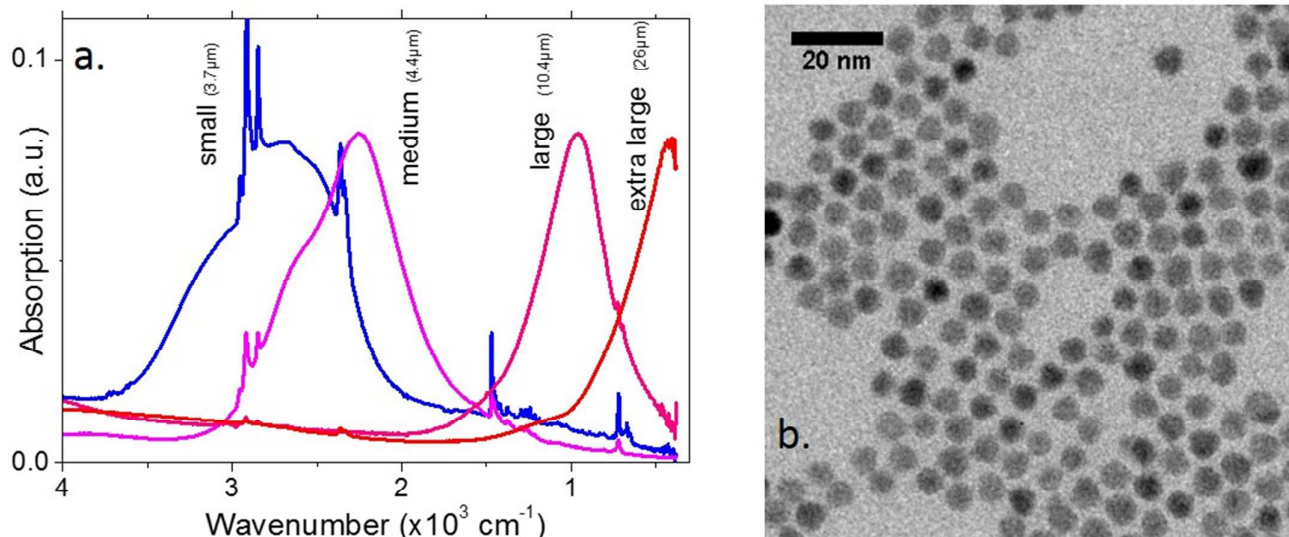 a.
0.1
Absorption (a.u.)
0.0
small (3.7µm)
medium (4.4µm)
large (10.4µm)
extra large (26µm)
4 3 2 1
Wavenumber (x10³ cm⁻¹)
20 nm
b.